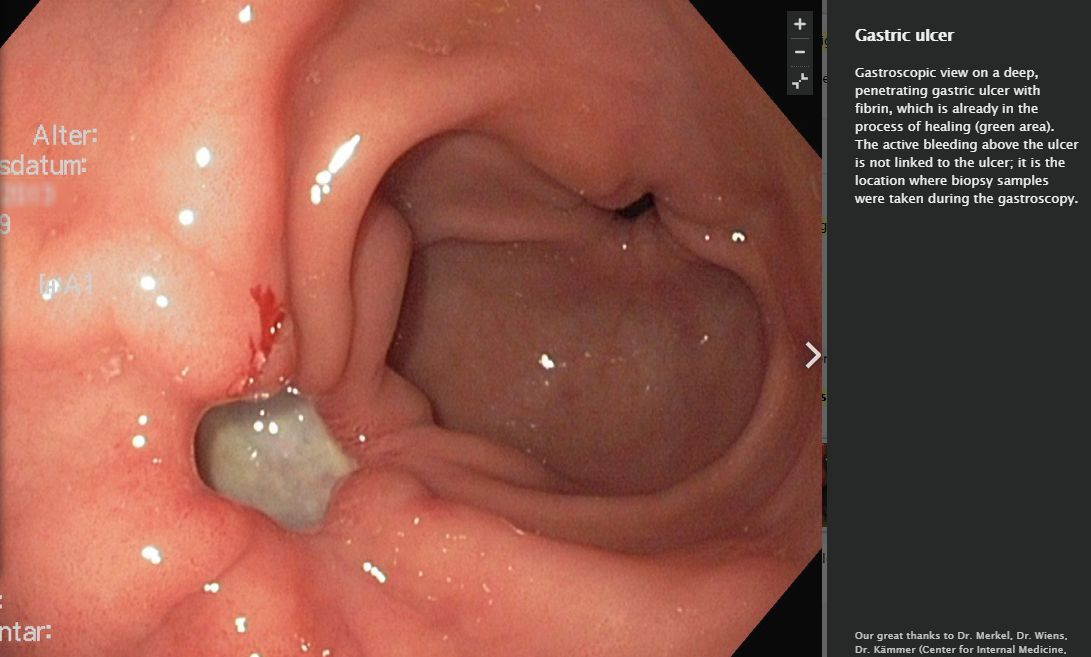 Alter:
sdatum:
9
ntar:
Gastric ulcer
Gastroscopic view on a deep,
penetrating gastric ulcer with
fibrin, which is already in the
process of healing (green area).
The active bleeding above the ulcer
is not linked to the ulcer; it is the
location where biopsy samples
were taken during the gastroscopy.
Our great thanks to Dr. Merkel, Dr. Wiens,
Dr. Kämmer (Center for Internal Medicine,